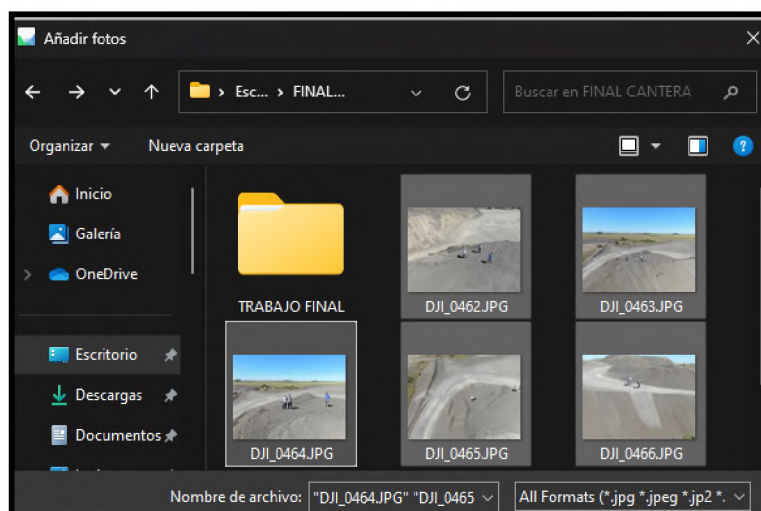 Añadir fotos
Esc... > FINAL...
Buscar en FINAL CANTERA
Organizar
Nueva carpeta
Inicio
Galería
OneDrive
TRABAJO FINAL
DJI_0462.JPG
DJI_0463.JPG
Escritorio
Descargas
Documentos
DJI_0464.JPG
DJI_0465.JPG
DJI_0466.JPG
Nombre de archivo: "DJI_0464.JPG" "DJI_0465
All Formats (*.jpg *.jpeg *.jp2 *.